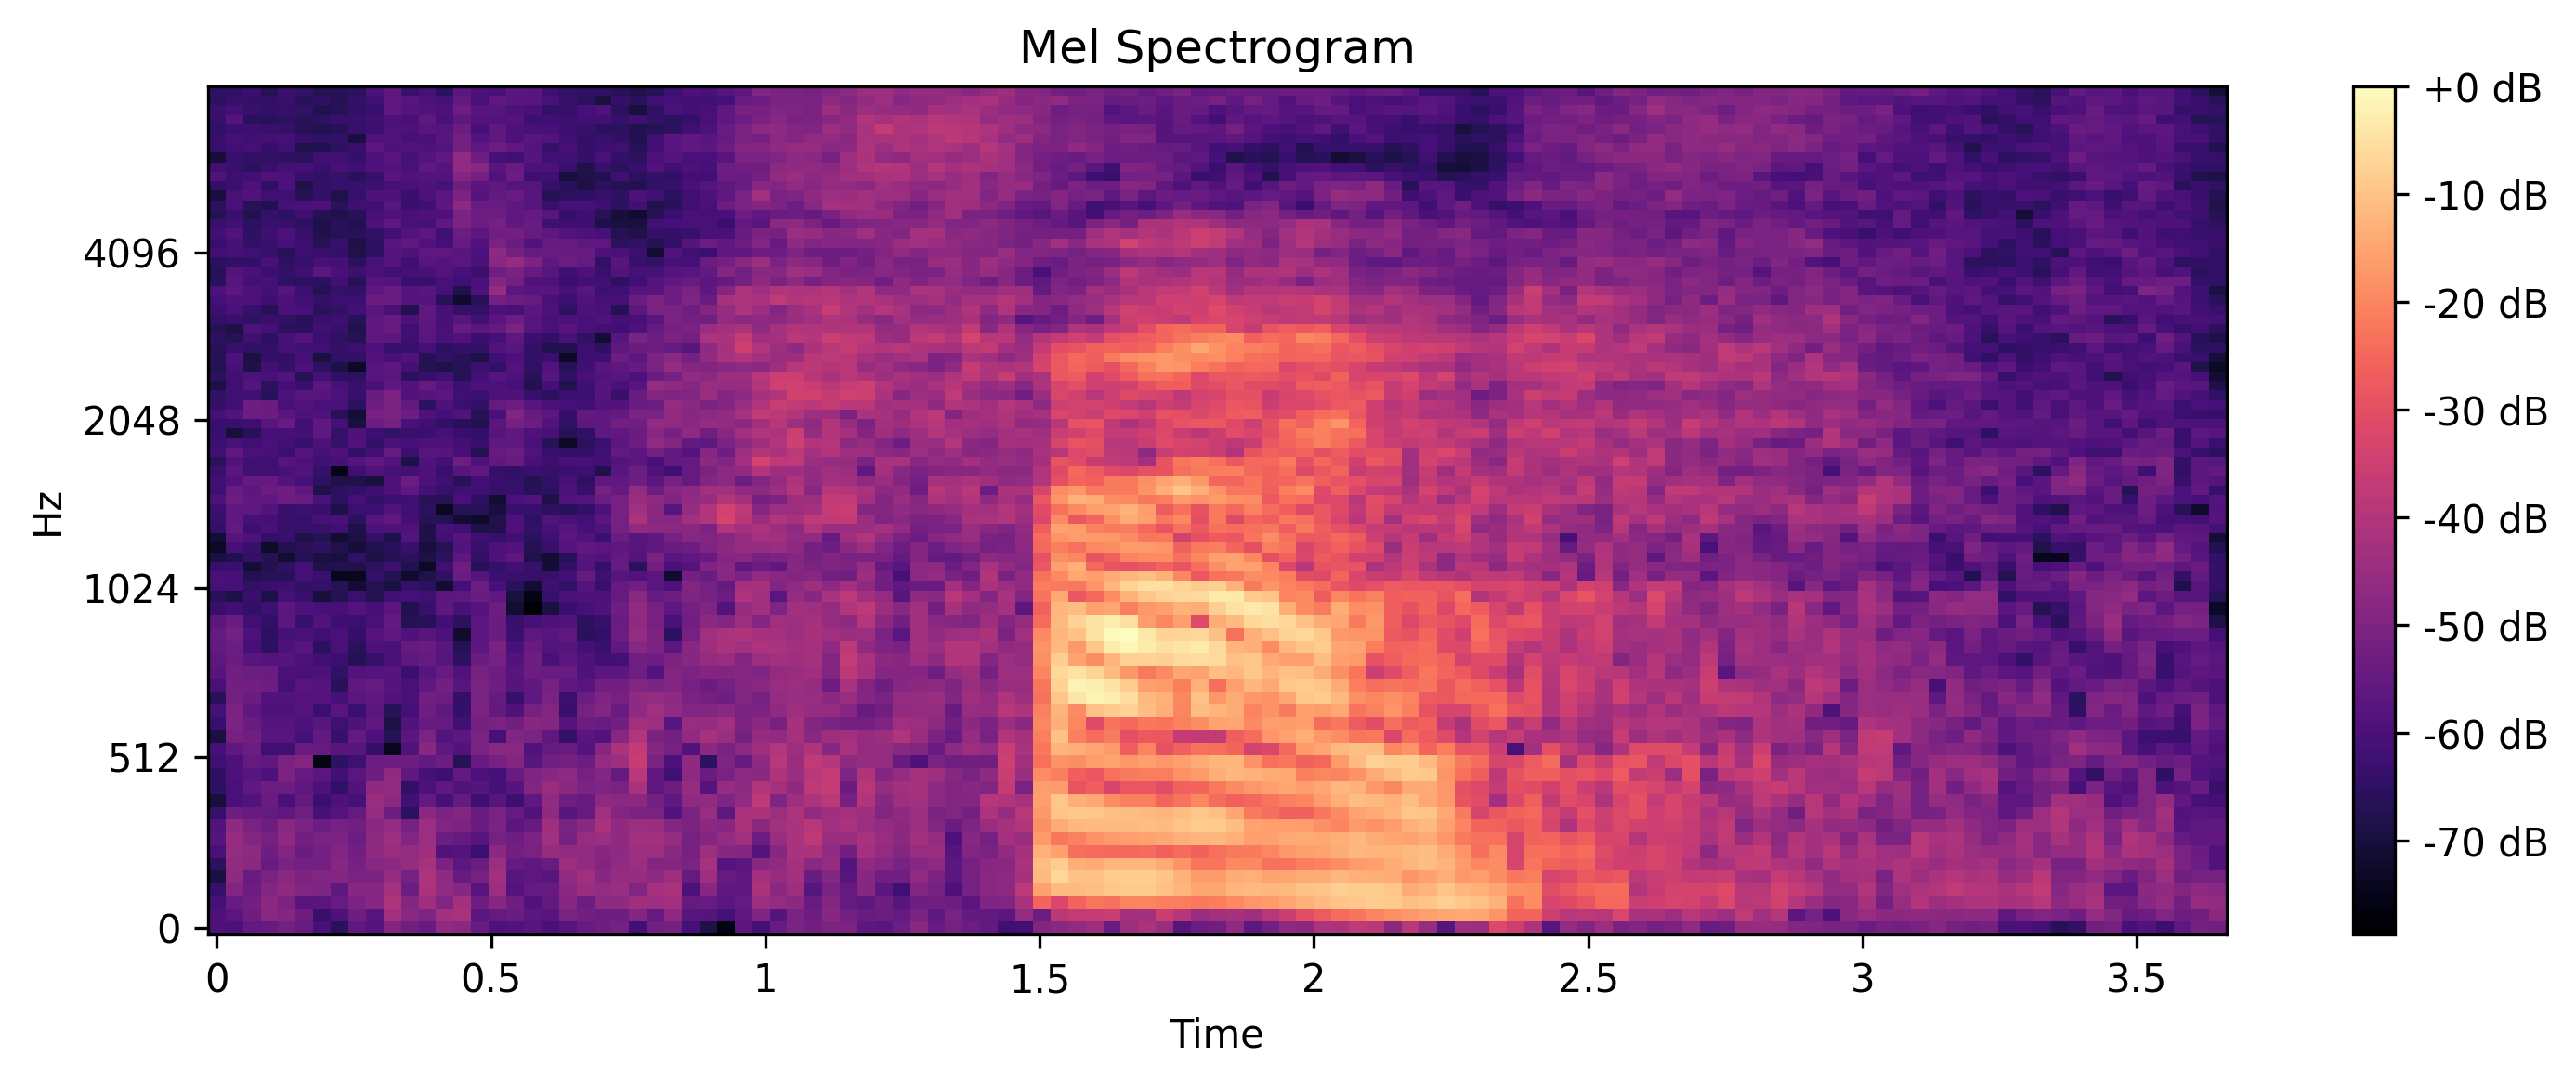 Mel Spectrogram
Hz
4096
2048
1024
512
0
0 0.5 1 1.5 2 2.5 3 3.5
Time
+0 dB
-10 dB
-20 dB
-30 dB
-40 dB
-50 dB
-60 dB
-70 dB